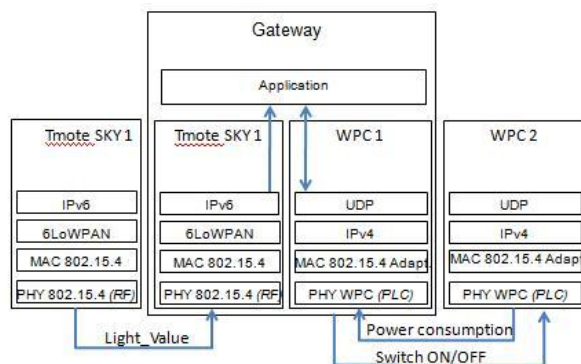 Gateway
Application
Tmote SKY 1
Tmote SKY 1
WPC 1
WPC 2
IPv6
IPv6
UDP
UDP
6LoWPAN
6LoWPAN
IPv4
IPv4
MAC 802.15.4
MAC 802.15.4
MAC 802.15.4 Adapt.
MAC 802.15.4 Adapt
PHY 802.15.4 (RF)
PHY 802.15.4 (RF)
PHY WPC (PLC)
PHY WPC (PLC)
Light_Value
Power consumption
Switch ON/OFF